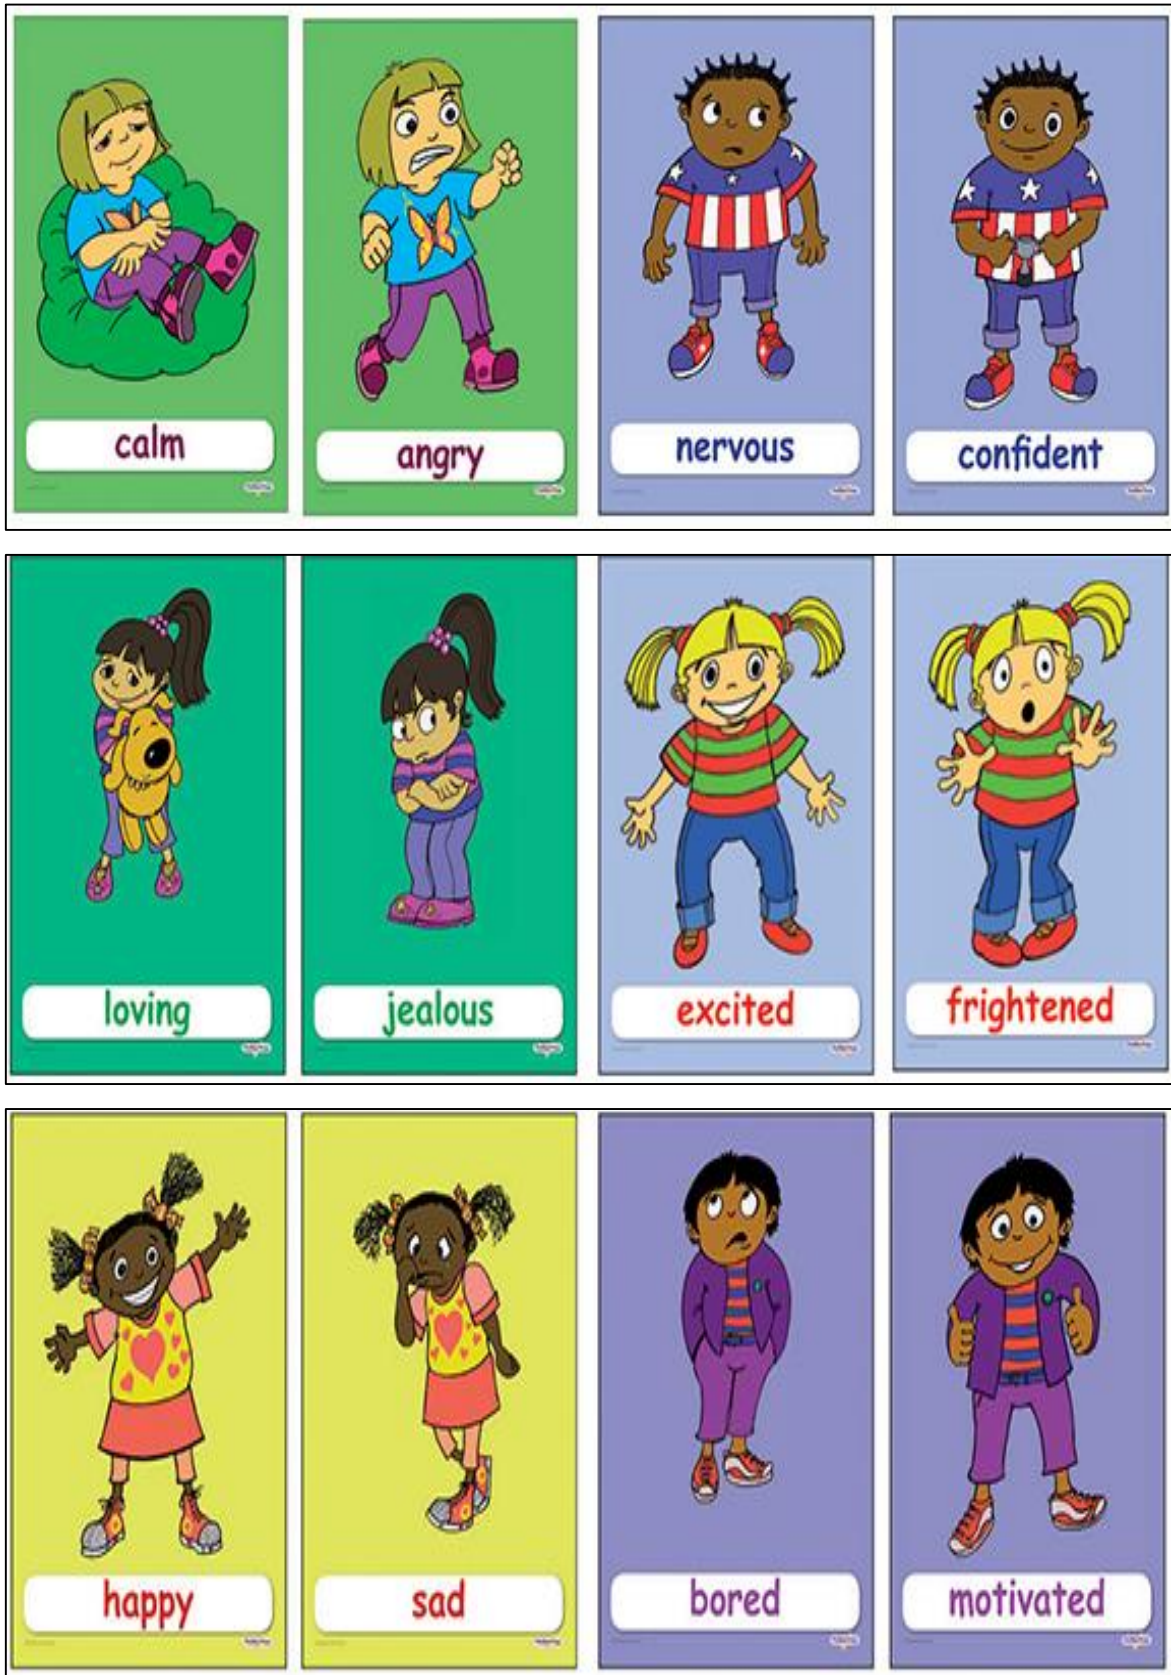 calm
angry
nervous
confident
loving
jealous
excited
frightened
happy
sad
bored
motivated